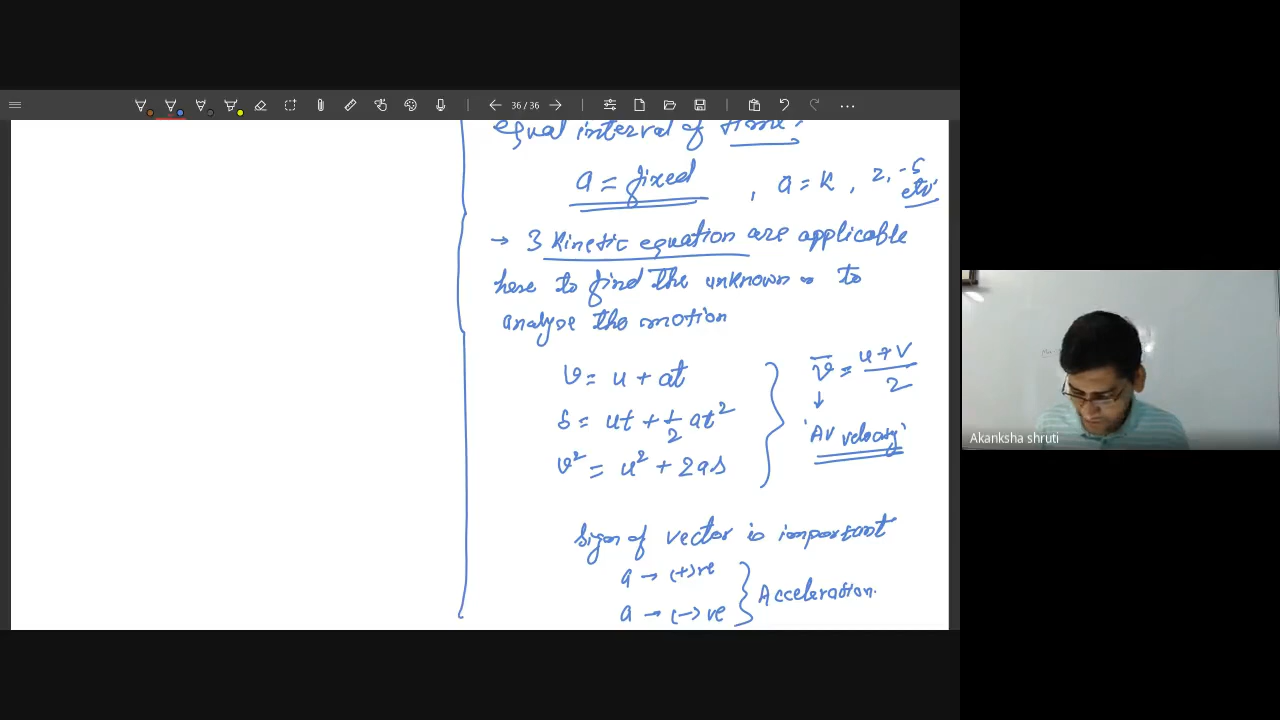 36/36
equal interval of time.
a = fixed , a = k , 2, -5 etc
→ 3 Kinetic equation are applicable
here to find the unknown or to
analyse the motion
v = u + at
s = ut + 1/2 at²
v² = u² + 2as
v̄ = u+v/2
↓
'Av velocity'
Sign of vector is important
a → (+)ve
a → (-)ve
Acceleration.
Akanksha shruti